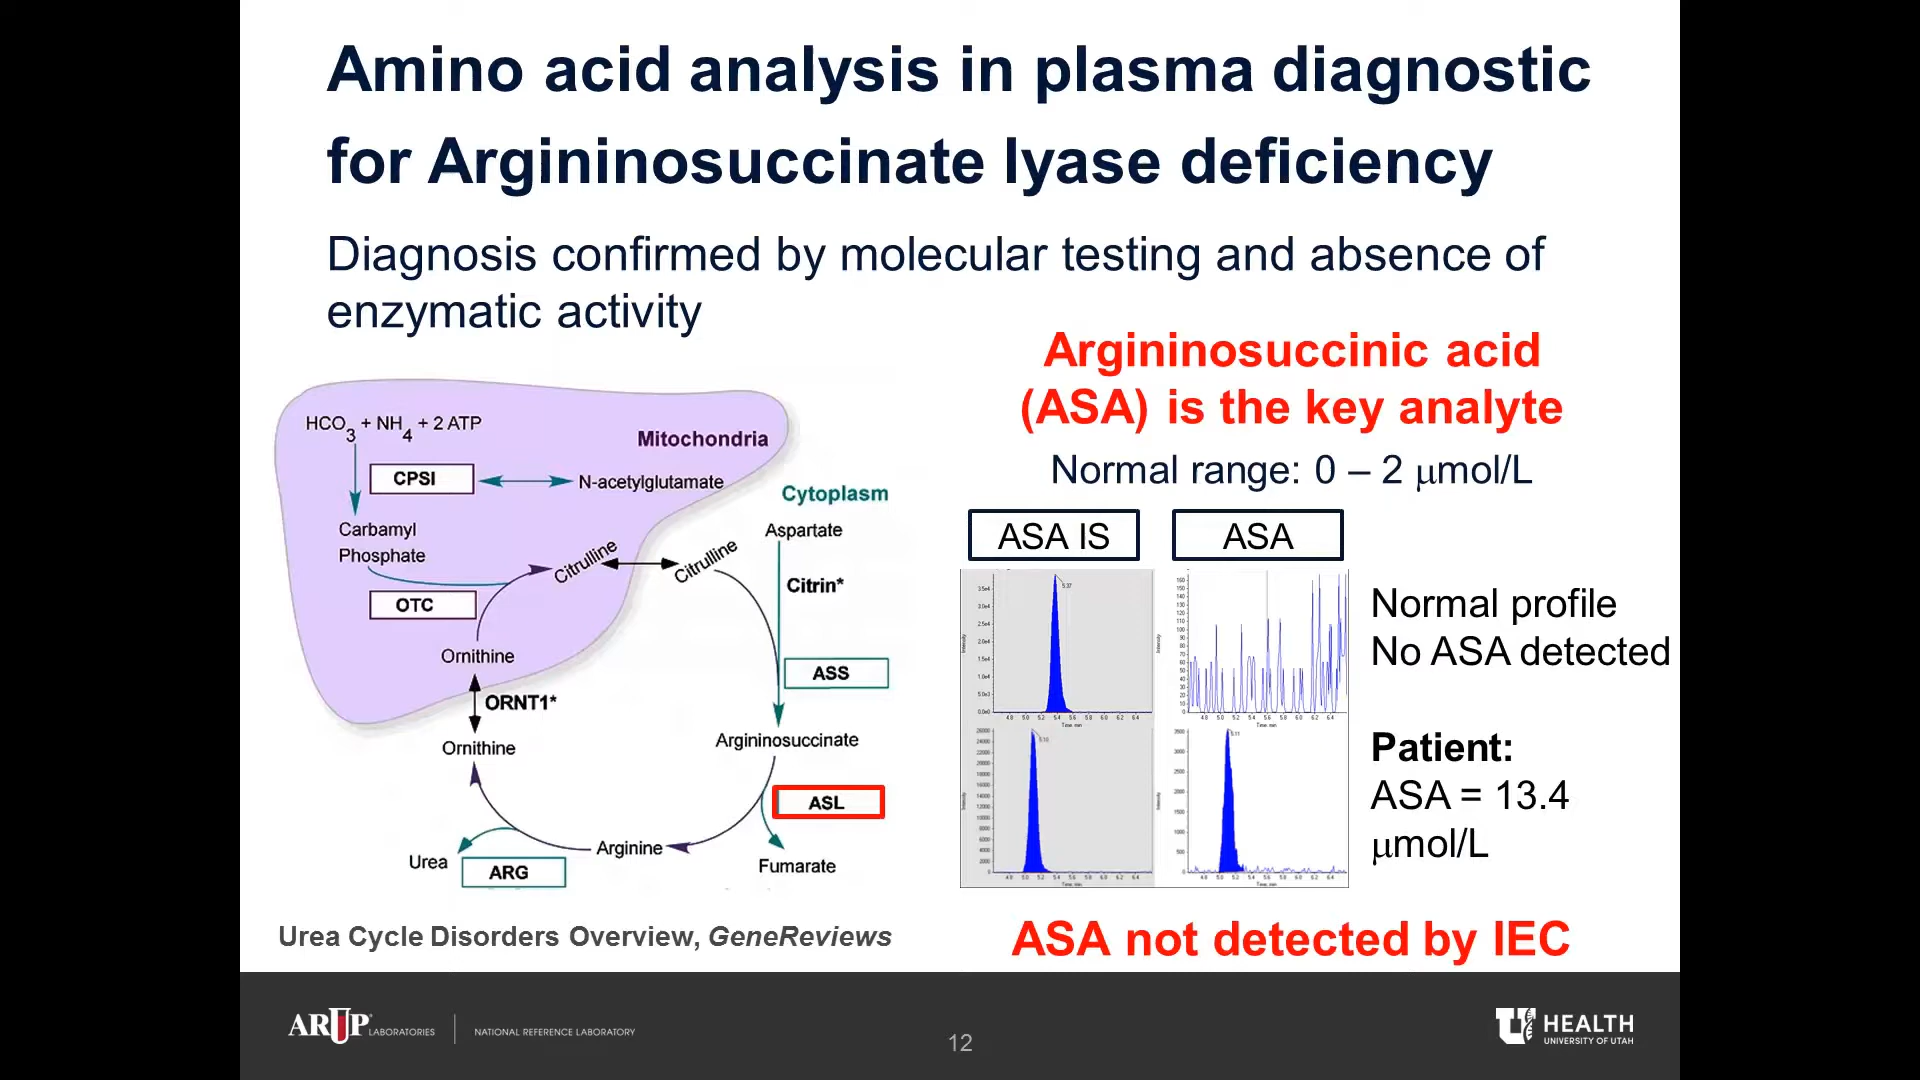 Amino acid analysis in plasma diagnostic
for Argininosuccinate lyase deficiency
Diagnosis confirmed by molecular testing and absence of
enzymatic activity
HCO3 + NH4 + 2 ATP
Mitochondria
CPSI
N-acetylglutamate
Cytoplasm
Carbamyl
Phosphate
Citrulline
Citrulline
Aspartate
Citrin*
OTC
Ornithine
ASS
ORNT1*
Ornithine
Argininosuccinate
ASL
Arginine
Urea
Fumarate
ARG
Urea Cycle Disorders Overview, GeneReviews
Argininosuccinic acid
(ASA) is the key analyte
Normal range: 0 – 2 μmol/L
ASA IS
ASA
Normal profile
No ASA detected
Patient:
ASA = 13.4
μmol/L
ASA not detected by IEC
ARUP LABORATORIES
NATIONAL REFERENCE LABORATORY
12
U HEALTH
UNIVERSITY OF UTAH